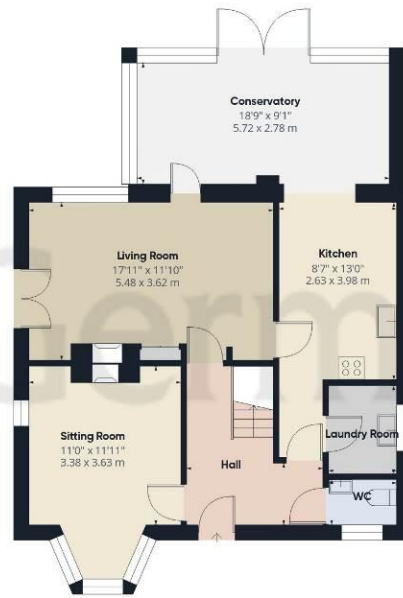 Conservatory
18'9" x 9'1"
5.72 x 2.78 m
Living Room
17'11" x 11'10"
5.48 x 3.62 m
Kitchen
8'7" x 13'0"
2.63 x 3.98 m
Germ
Sitting Room
11'0" x 11'11"
3.38 x 3.63 m
Hall
Laundry Room
WC